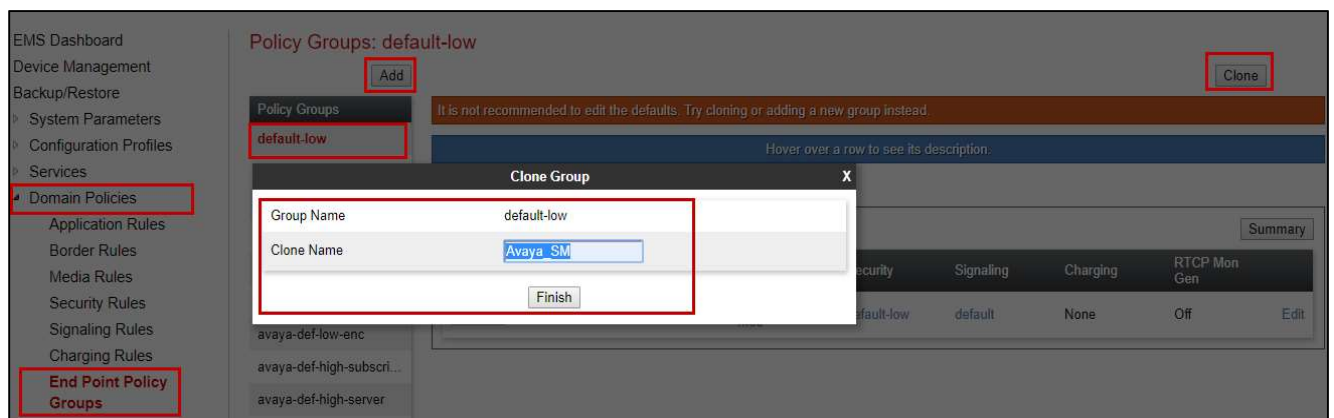 EMS Dashboard
Device Management
Backup/Restore
System Parameters
Configuration Profiles
Services
Domain Policies
Application Rules
Border Rules
Media Rules
Security Rules
Signaling Rules
Charging Rules
End Point Policy
Groups
Policy Groups: default-low
Add
Clone
Policy Groups
default-low
avaya-def-low-enc
avaya-def-high-subscri...
avaya-def-high-server
It is not recommended to edit the defaults. Try cloning or adding a new group instead.
Hover over a row to see its description.
Clone Group X
Group Name default-low
Clone Name Avaya_SM
Finish
Summary
ecurity Signaling Charging RTCP Mon
Gen
efault-low default None Off Edit